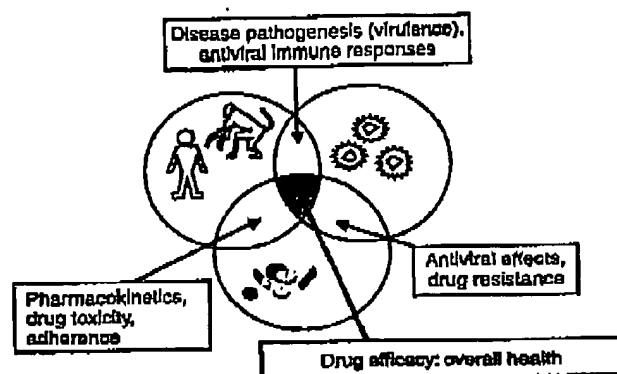 Disease pathogenesis (virulence),
antiviral immune responses
Antiviral effects,
drug resistance
Pharmacokinetics,
drug toxicity,
adherence
Drug efficacy: overall health